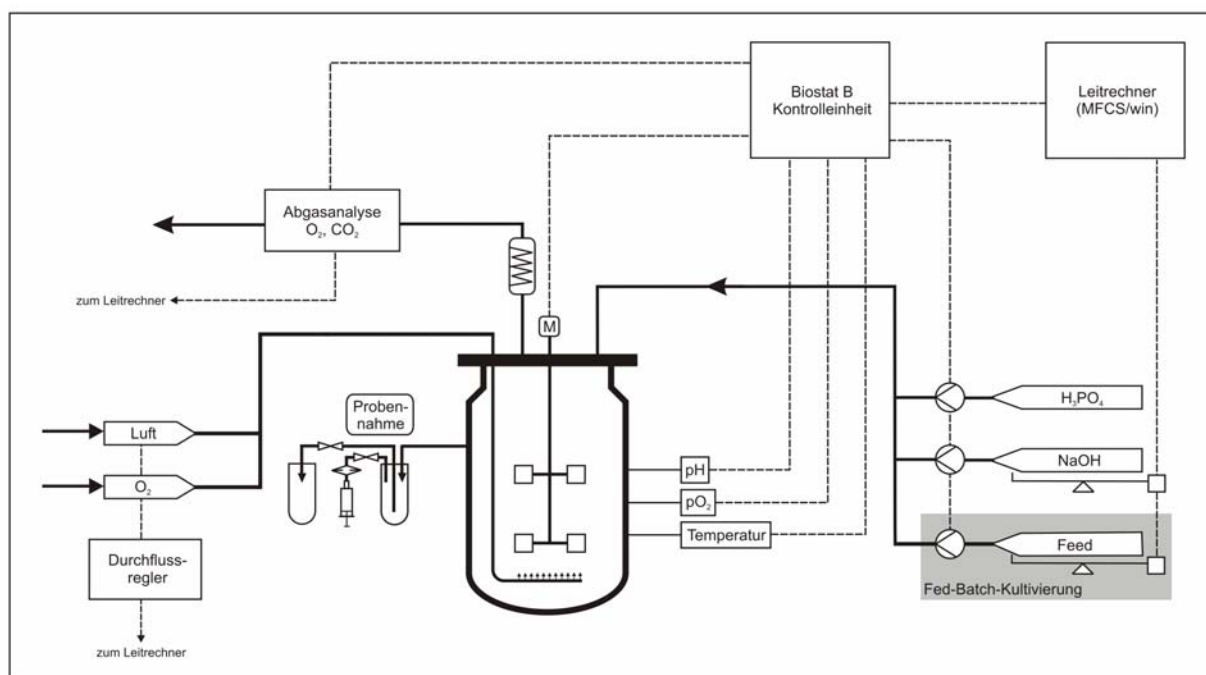 Biostat B
Kontrolleinheit
Leitrechner
(MFCS/win)
Abgasanalyse
O₂, CO₂
zum Leitrechner
M
Proben-
nahme
Luft
O₂
Durchfluss-
regler
zum Leitrechner
pH
pO₂
Temperatur
H₃PO₄
NaOH
Feed
Fed-Batch-Kultivierung